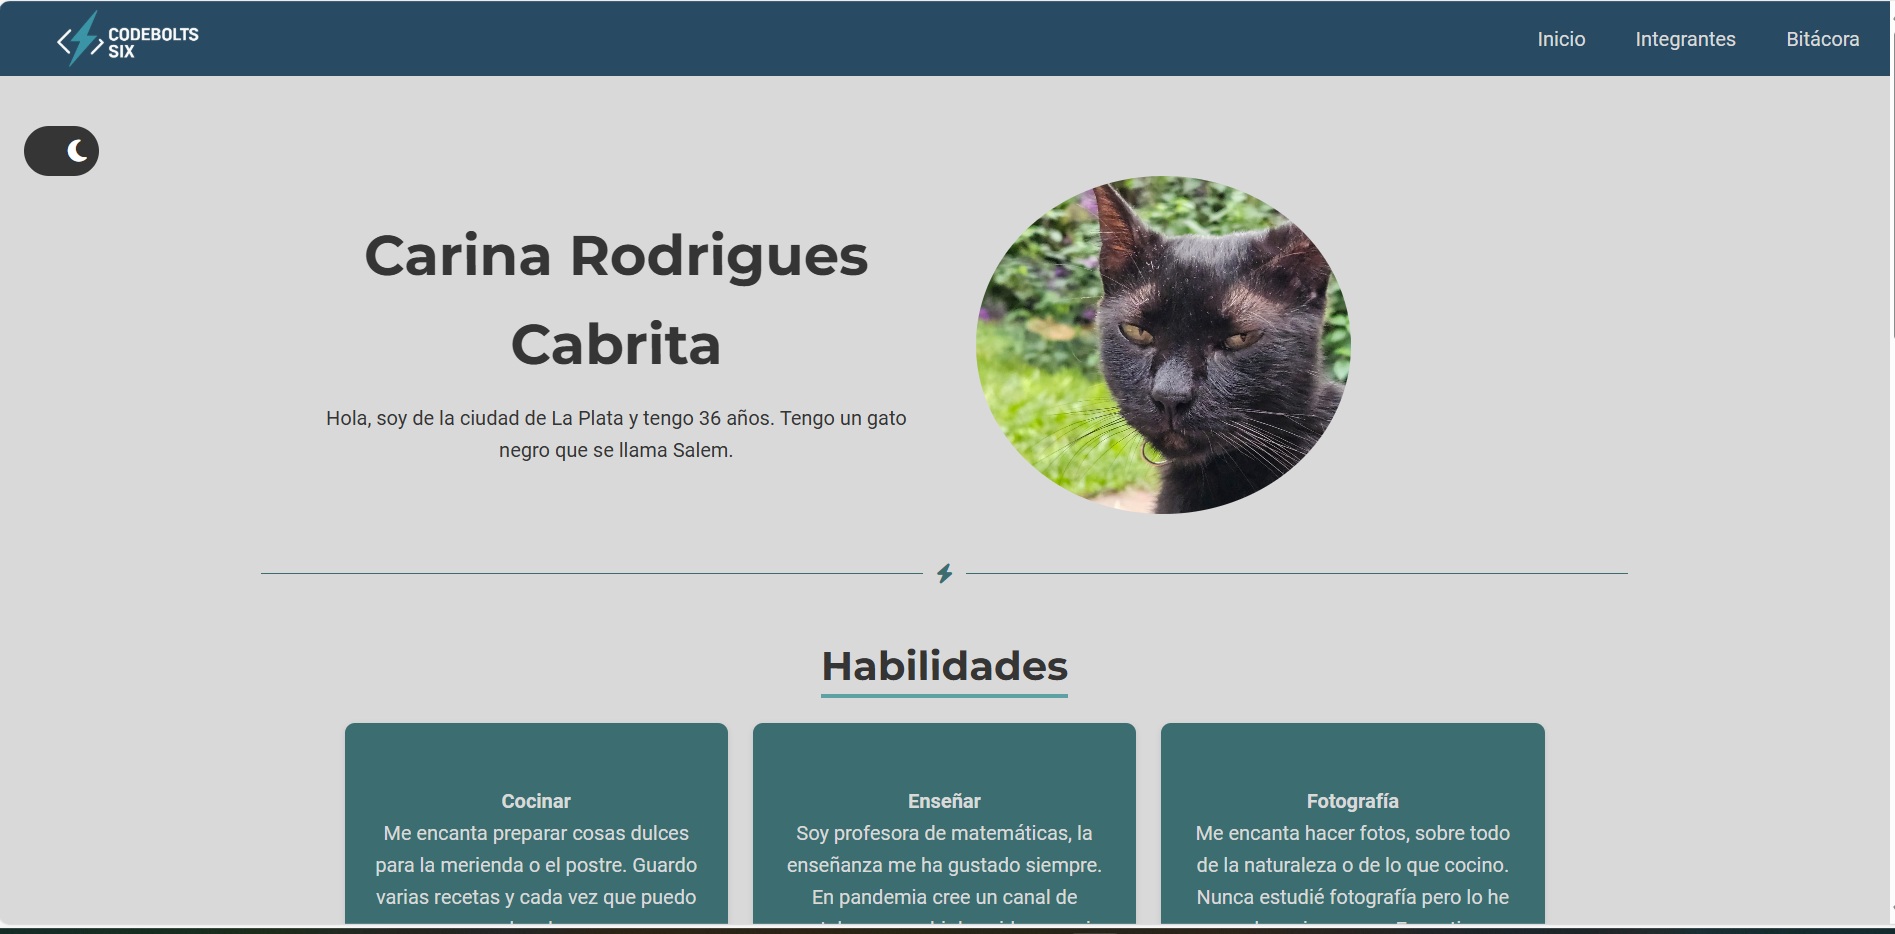 CODEBOLTS
SIX
Inicio
Integrantes
Bitácora
Carina Rodrigues
Cabrita
Hola, soy de la ciudad de La Plata y tengo 36 años. Tengo un gato
negro que se llama Salem.
Habilidades
Cocinar
Me encanta preparar cosas dulces
para la merienda o el postre. Guardo
varias recetas y cada vez que puedo
Enseñar
Soy profesora de matemáticas, la
enseñanza me ha gustado siempre.
En pandemia cree un canal de
Fotografía
Me encanta hacer fotos, sobre todo
de la naturaleza o de lo que cocino.
Nunca estudié fotografía pero lo he